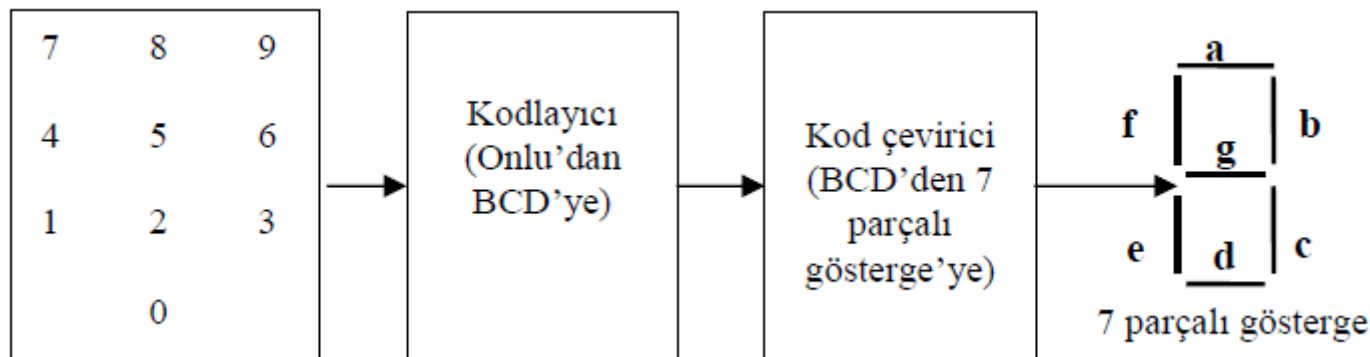 7 8 9
4 5 6
1 2 3
0
Kodlayıcı
(Onlu’dan
BCD’ye)
Kod çevirici
(BCD’den 7
parçalı
gösterge’ye)
a
f b
g
e d c
7 parçalı gösterge